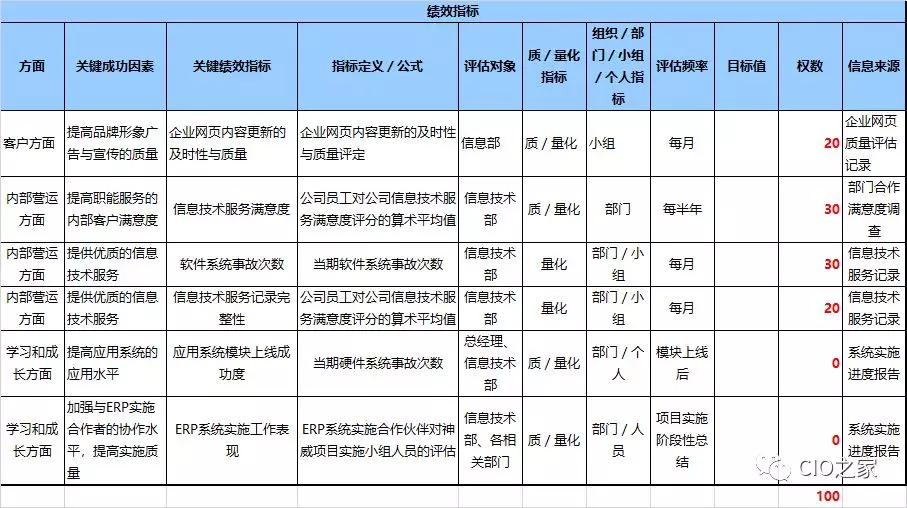 绩效指标
方面
关键成功因素
关键绩效指标
指标定义／公式
评估对象
质／量化
指标
组织／部
门／小组
／个人指
标
评估频率
目标值
权数
信息来源
客户方面
提高品牌形象广
告与宣传的质量
企业网页内容更新的
及时性与质量
企业网页内容更新的及时性
与质量评定
信息部
质／量化
小组
每月
20
企业网页
质量评估
记录
内部营运
方面
提高职能服务的
内部客户满意度
信息技术服务满意度
公司员工对公司信息技术服
务满意度评分的算术平均值
信息技术
部
质／量化
部门
每半年
30
部门合作
满意度调
查
内部营运
方面
提供优质的信息
技术服务
软件系统事故次数
当期软件系统事故次数
信息技术
部
量化
部门／小
组
每月
30
信息技术
服务记录
内部营运
方面
提供优质的信息
技术服务
信息技术服务记录完
整性
公司员工对公司信息技术服
务满意度评分的算术平均值
信息技术
部
量化
部门／小
组
每月
20
信息技术
服务记录
学习和成
长方面
提高应用系统的
应用水平
应用系统模块上线成
功度
当期硬件系统事故次数
总经理、
信息技术
部
质／量化
部门／个
人
模块上线
后
0
系统实施
进度报告
学习和成
长方面
加强与ERP实施
合作者的协作水
平，提高实施质
量
ERP系统实施工作表
现
ERP系统实施合作伙伴对神
威项目实施小组人员的评估
信息技术
部、各相
关部门
质／量化
部门／人
员
项目实施
阶段性总
结
0
系统实施
进度报告
100
CIO之家